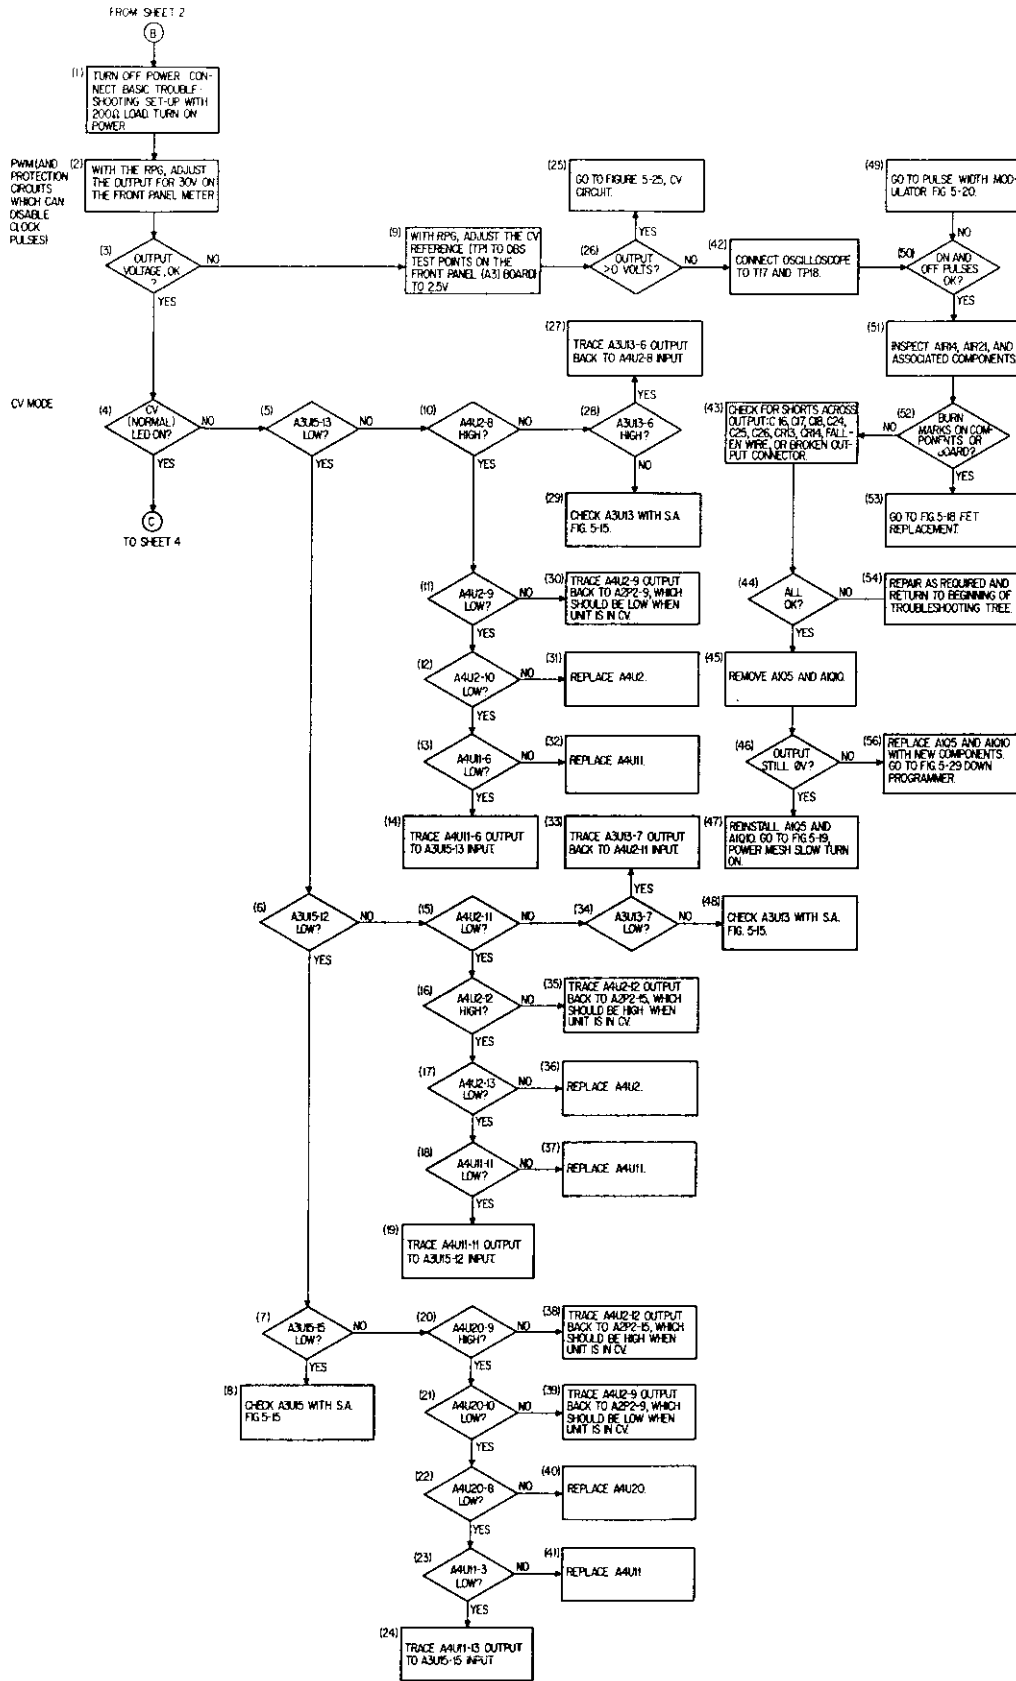 FROM SHEET 2
B
(1)
TURN OFF POWER CON-
NECT BASIC TROUBLE-
SHOOTING SET-UP WITH
200Ω LOAD. TURN ON
POWER
PWM (AND
PROTECTION
CIRCUITS
WHICH CAN
DISABLE
CLOCK
PULSES)
(2)
WITH THE RPG, ADJUST
THE OUTPUT FOR 30V ON
THE FRONT PANEL METER
(3)
OUTPUT
VOLTAGE, OK
?
NO
YES
(9)
WITH RPG, ADJUST THE CV
REFERENCE (TP1 TO DBS
TEST POINTS ON THE
FRONT PANEL (A3) BOARD)
TO 2.5V
(25)
GO TO FIGURE 5-25, CV
CIRCUIT.
YES
(26)
OUTPUT
>0 VOLTS?
NO
(42)
CONNECT OSCILLOSCOPE
TO T17 AND TP18.
(49)
GO TO PULSE WIDTH MOD-
ULATOR FIG 5-20.
NO
(50)
ON AND
OFF PULSES
OK?
YES
(51)
INSPECT A1R14, A1R21, AND
ASSOCIATED COMPONENTS.
(52)
BURN
MARKS ON COM-
PONENTS OR
BOARD?
NO
YES
(53)
GO TO FIG. 5-18 FET
REPLACEMENT.
(43)
CHECK FOR SHORTS ACROSS
OUTPUT: C16, C17, C18, C24,
C25, C26, CR13, CR14, FALL-
EN WIRE, OR BROKEN OUT-
PUT CONNECTOR.
(44)
ALL
OK?
NO
YES
(54)
REPAIR AS REQUIRED AND
RETURN TO BEGINNING OF
TROUBLESHOOTING TREE.
(45)
REMOVE A1Q5 AND A1Q10.
(46)
OUTPUT
STILL 0V?
NO
YES
(56)
REPLACE A1Q5 AND A1Q10
WITH NEW COMPONENTS.
GO TO FIG. 5-29 DOWN
PROGRAMMER.
(47)
REINSTALL A1Q5 AND
A1Q10. GO TO FIG. 5-19,
POWER MESH SLOW TURN
ON.
CV MODE
(4)
CV
(NORMAL)
LED ON?
NO
YES
C
TO SHEET 4
(5)
A3U15-13
LOW?
NO
YES
(10)
A4U2-8
HIGH?
NO
YES
(27)
TRACE A3U13-6 OUTPUT
BACK TO A4U2-8 INPUT
YES
(28)
A3U13-6
HIGH?
NO
(29)
CHECK A3U13 WITH S.A.
FIG. 5-15.
(11)
A4U2-9
LOW?
NO
YES
(30)
TRACE A4U2-9 OUTPUT
BACK TO A2P2-9, WHICH
SHOULD BE LOW WHEN
UNIT IS IN CV.
(12)
A4U2-10
LOW?
NO
YES
(31)
REPLACE A4U2.
(13)
A4U11-6
LOW?
NO
YES
(32)
REPLACE A4U11.
(14)
TRACE A4U11-6 OUTPUT
TO A3U15-13 INPUT.
(33)
TRACE A3U13-7 OUTPUT
BACK TO A4U2-11 INPUT.
YES
(6)
A3U15-12
LOW?
NO
YES
(15)
A4U2-11
LOW?
NO
YES
(34)
A3U13-7
LOW?
NO
(48)
CHECK A3U13 WITH S.A.
FIG. 5-15.
(16)
A4U2-12
HIGH?
NO
YES
(35)
TRACE A4U2-12 OUTPUT
BACK TO A2P2-15, WHICH
SHOULD BE HIGH WHEN
UNIT IS IN CV.
(17)
A4U2-13
LOW?
NO
YES
(36)
REPLACE A4U2.
(18)
A4U11-11
LOW?
NO
YES
(37)
REPLACE A4U11.
(19)
TRACE A4U11-11 OUTPUT
TO A3U15-12 INPUT.
(7)
A3U15-15
LOW?
NO
YES
(8)
CHECK A3U15 WITH S.A.
FIG 5-15
(20)
A4U20-9
HIGH?
NO
YES
(38)
TRACE A4U2-12 OUTPUT
BACK TO A2P2-15, WHICH
SHOULD BE HIGH WHEN
UNIT IS IN CV.
(21)
A4U20-10
LOW?
NO
YES
(39)
TRACE A4U2-9 OUTPUT
BACK TO A2P2-9, WHICH
SHOULD BE LOW WHEN
UNIT IS IN CV.
(22)
A4U20-8
LOW?
NO
YES
(40)
REPLACE A4U20.
(23)
A4U11-3
LOW?
NO
YES
(41)
REPLACE A4U11
(24)
TRACE A4U11-13 OUTPUT
TO A3U15-15 INPUT